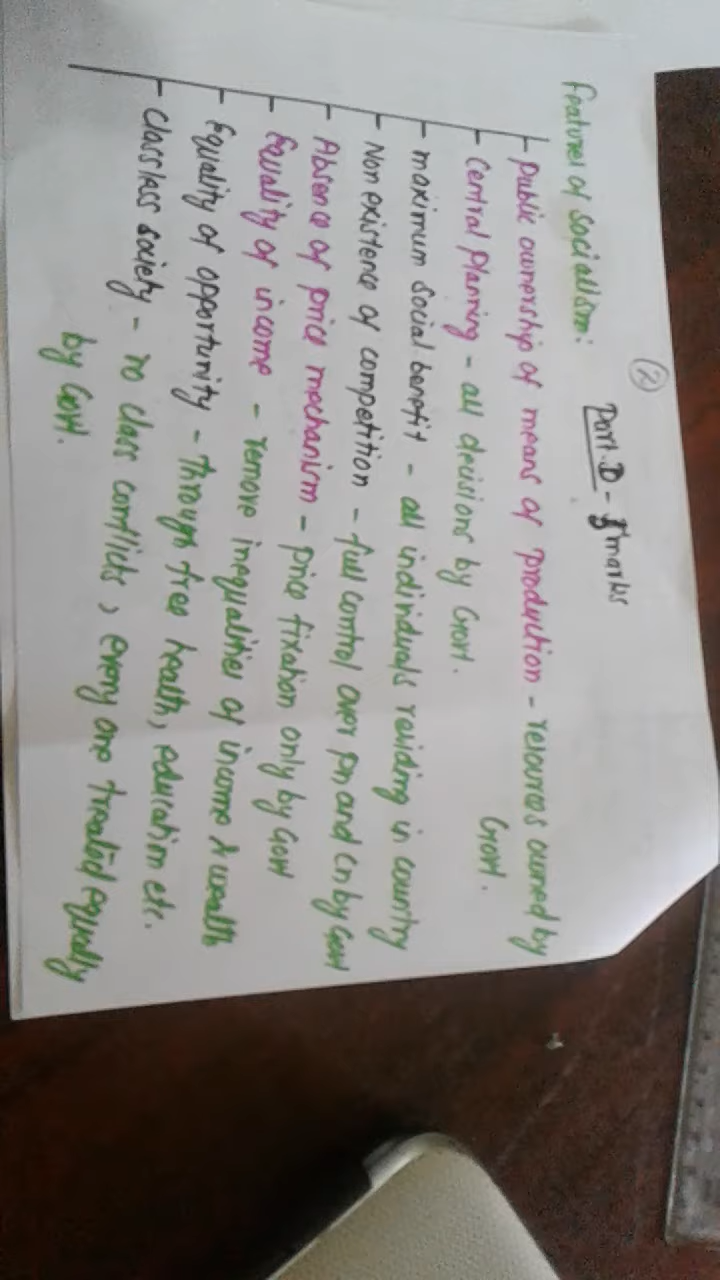 ②
Part.D - 8 marks
Features of Socialism:
Public ownership of means of production - resources owned by
Govt.
Central Planning - all decisions by Govt.
maximum social benefit - all individuals residing in country
Non existence of competition - full control over pn and cn by Govt
Absence of price mechanism - price fixation only by Govt
Equality of income - remove inequalities of income & wealth
Equality of opportunity - through free health, education etc.
Classless society - no class conflicts, every one treated equally
by Govt.